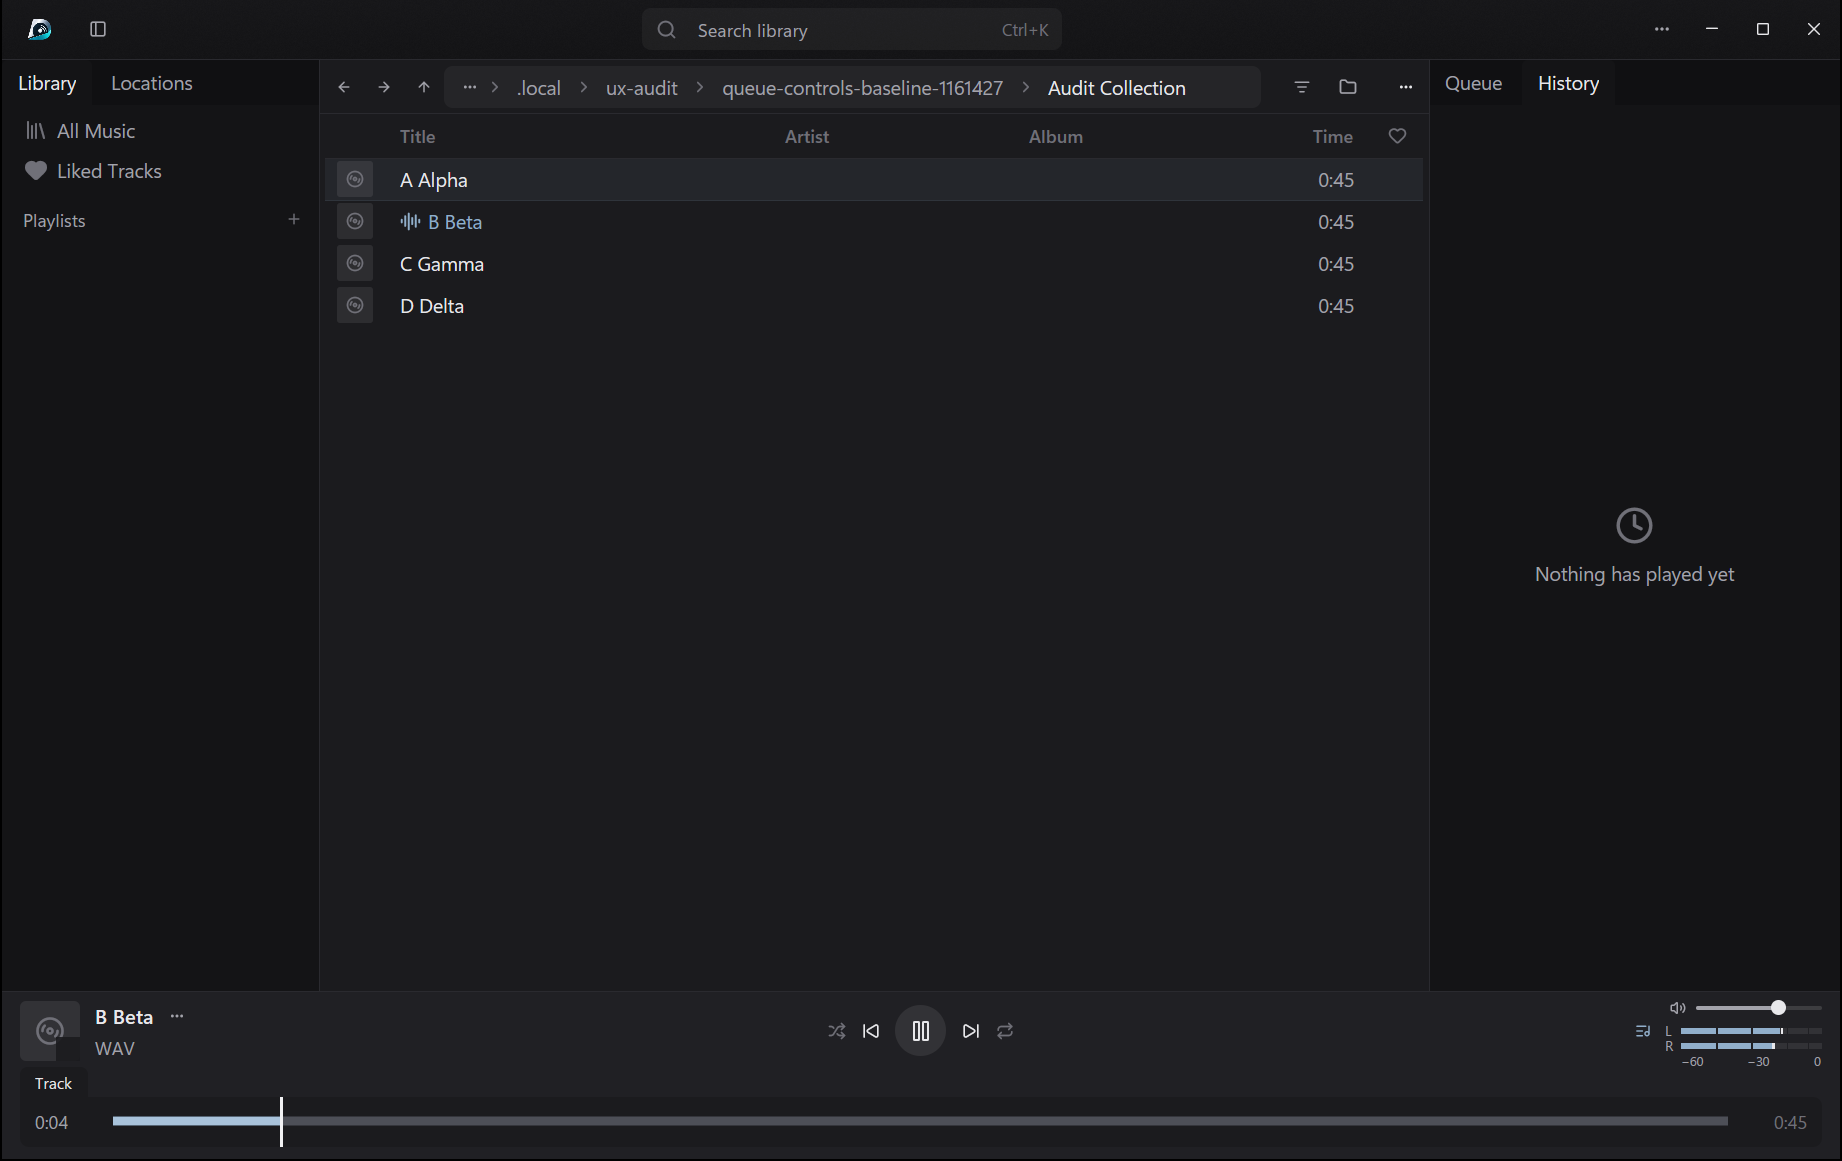 Search library Ctrl+K
Library Locations
.local ux-audit queue-controls-baseline-1161427 Audit Collection
Queue History
All Music
Liked Tracks
Playlists
Title Artist Album Time
A Alpha 0:45
B Beta 0:45
C Gamma 0:45
D Delta 0:45
Nothing has played yet
B Beta
WAV
L
R
-60 -30 0
Track
0:04 0:45